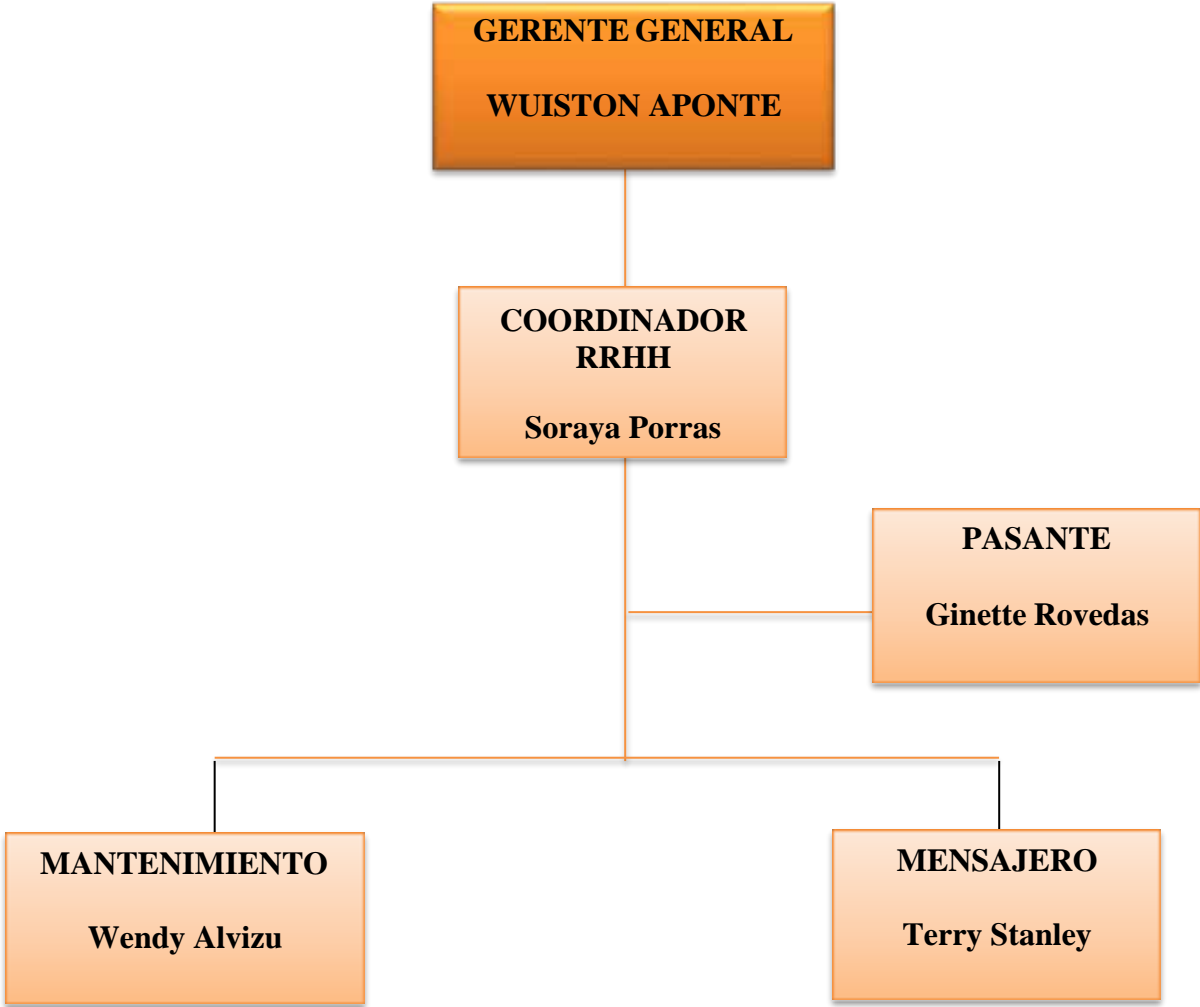 GERENTE GENERAL
WUISTON APONTE
COORDINADOR
RRHH
Soraya Porras
PASANTE
Ginette Rovedas
MANTENIMIENTO
Wendy Alvizu
MENSAJERO
Terry Stanley